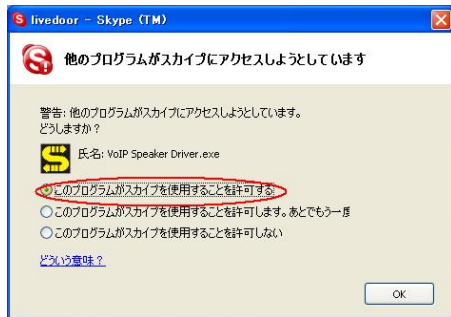 livedoor - Skype (TM)
他のプログラムがスカイプにアクセスしようとしています
警告: 他のプログラムがスカイプにアクセスしようとしています。
どうしますか?
氏名: VoIP Speaker Driver.exe
このプログラムがスカイプを使用することを許可する
このプログラムがスカイプを使用することを許可します。あとでもう一度
このプログラムがスカイプを使用することを許可しない
どういう意味?
OK